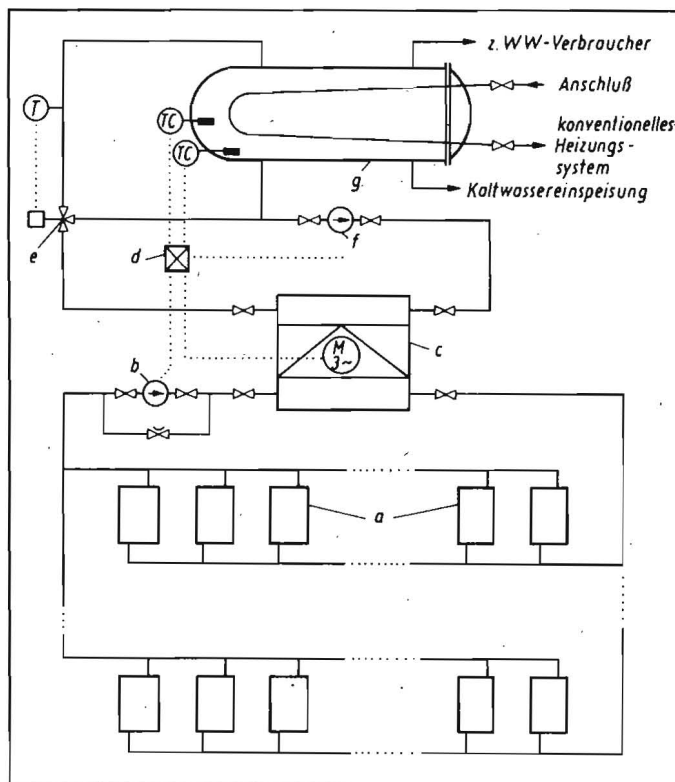 z. WW-Verbraucher
T
Anschluß
TC
konventionelles
TC
Heizungs-
system
g
Kaltwassereinspeisung
e
d
f
M
3~
c
b
a